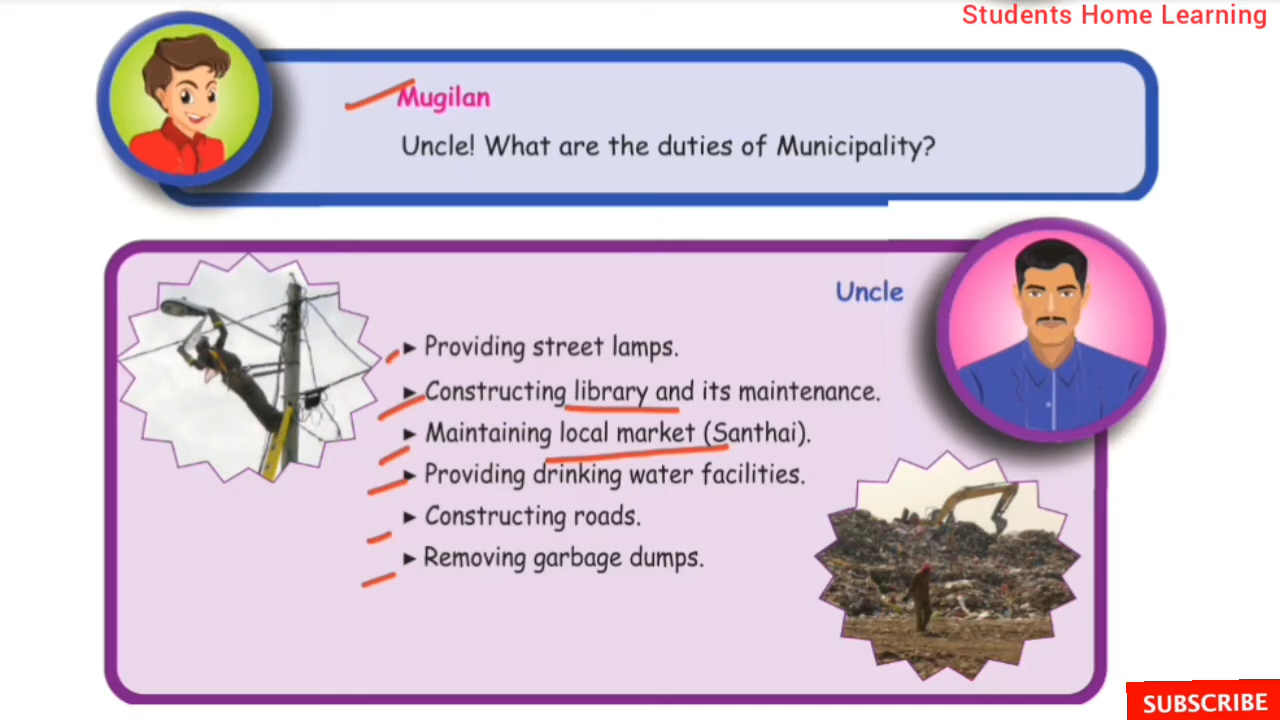 Students Home Learning
Mugilan
Uncle! What are the duties of Municipality?
Uncle
► Providing street lamps.
► Constructing library and its maintenance.
► Maintaining local market (Santhai).
► Providing drinking water facilities.
► Constructing roads.
► Removing garbage dumps.
SUBSCRIBE